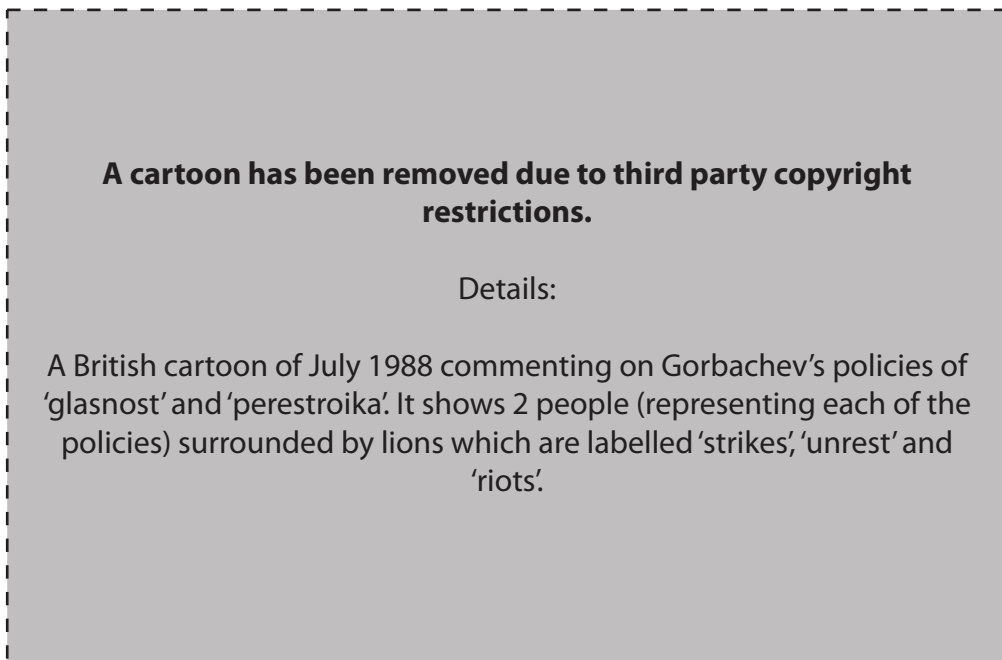 A cartoon has been removed due to third party copyright
restrictions.
Details:
A British cartoon of July 1988 commenting on Gorbachev’s policies of
‘glasnost’ and ‘perestroika’. It shows 2 people (representing each of the
policies) surrounded by lions which are labelled ‘strikes’, ‘unrest’ and
‘riots’.